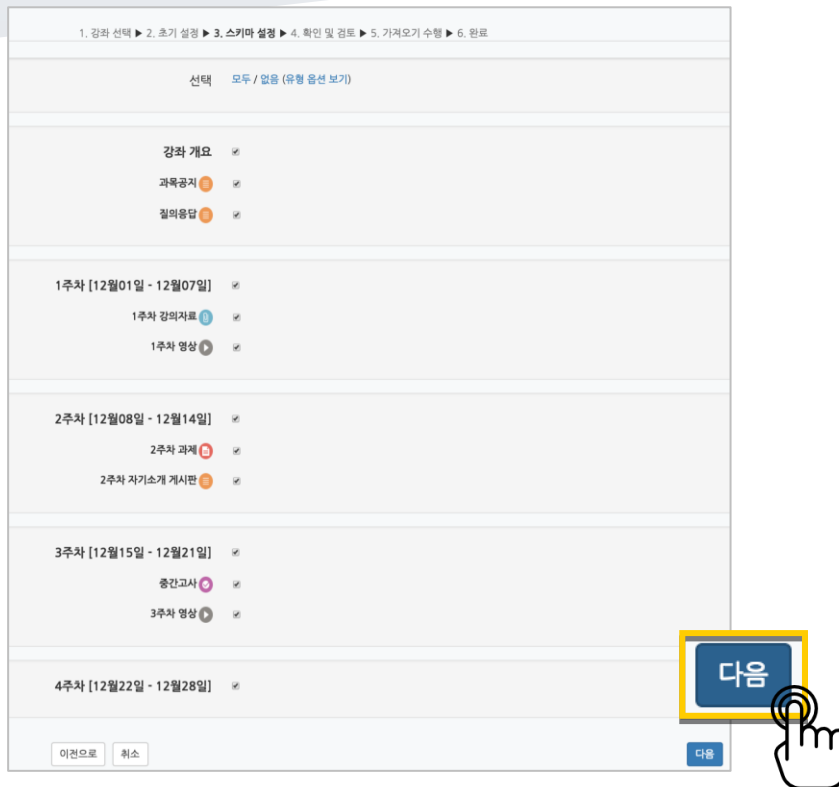 1. 강좌 선택 ▶ 2. 초기 설정 ▶ 3. 스키마 설정 ▶ 4. 확인 및 검토 ▶ 5. 가져오기 수행 ▶ 6. 완료
선택 모두 / 없음 (유형 옵션 보기)
강좌 개요
과목공지
질의응답
1주차 [12월01일 - 12월07일]
1주차 강의자료
1주차 영상
2주차 [12월08일 - 12월14일]
2주차 과제
2주차 자기소개 게시판
3주차 [12월15일 - 12월21일]
중간고사
3주차 영상
4주차 [12월22일 - 12월28일]
다음
이전으로 취소 다음